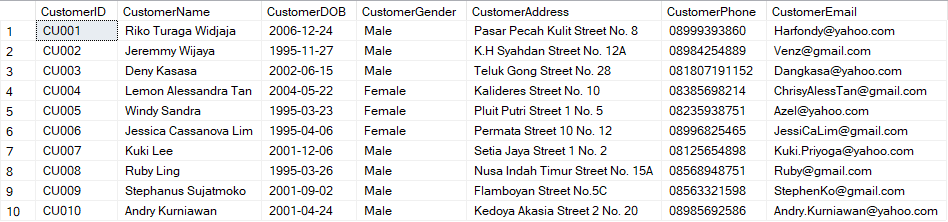 CustomerID CustomerName CustomerDOB CustomerGender CustomerAddress CustomerPhone CustomerEmail
1 CU001 Riko Turaga Widjaja 2006-12-24 Male Pasar Pecah Kulit Street No. 8 08999393860 Harfondy@yahoo.com
2 CU002 Jeremmy Wijaya 1995-11-27 Male K.H Syahdan Street No. 12A 08984254889 Venz@gmail.com
3 CU003 Deny Kasasa 2002-06-15 Male Teluk Gong Street No. 28 081807191152 Dangkasa@yahoo.com
4 CU004 Lemon Alessandra Tan 2004-05-22 Female Kalideres Street No. 10 08385698214 ChrisyAlessTan@gmail.com
5 CU005 Windy Sandra 1995-03-23 Female Pluit Putri Street 1 No. 5 08235938751 Azel@yahoo.com
6 CU006 Jessica Cassanova Lim 1995-04-06 Female Permata Street 10 No. 12 08996825465 JessiCaLim@gmail.com
7 CU007 Kuki Lee 2001-12-06 Male Setia Jaya Street 1 No. 2 08125654898 Kuki.Priyoga@yahoo.com
8 CU008 Ruby Ling 1995-03-26 Male Nusa Indah Timur Street No. 15A 08568948751 Ruby@gmail.com
9 CU009 Stephanus Sujatmoko 2001-09-02 Male Flamboyan Street No.5C 08563321598 StephenKo@gmail.com
10 CU010 Andry Kurniawan 2001-04-24 Male Kedoya Akasia Street 2 No. 20 08985692586 Andry.Kurniawan@yahoo.com